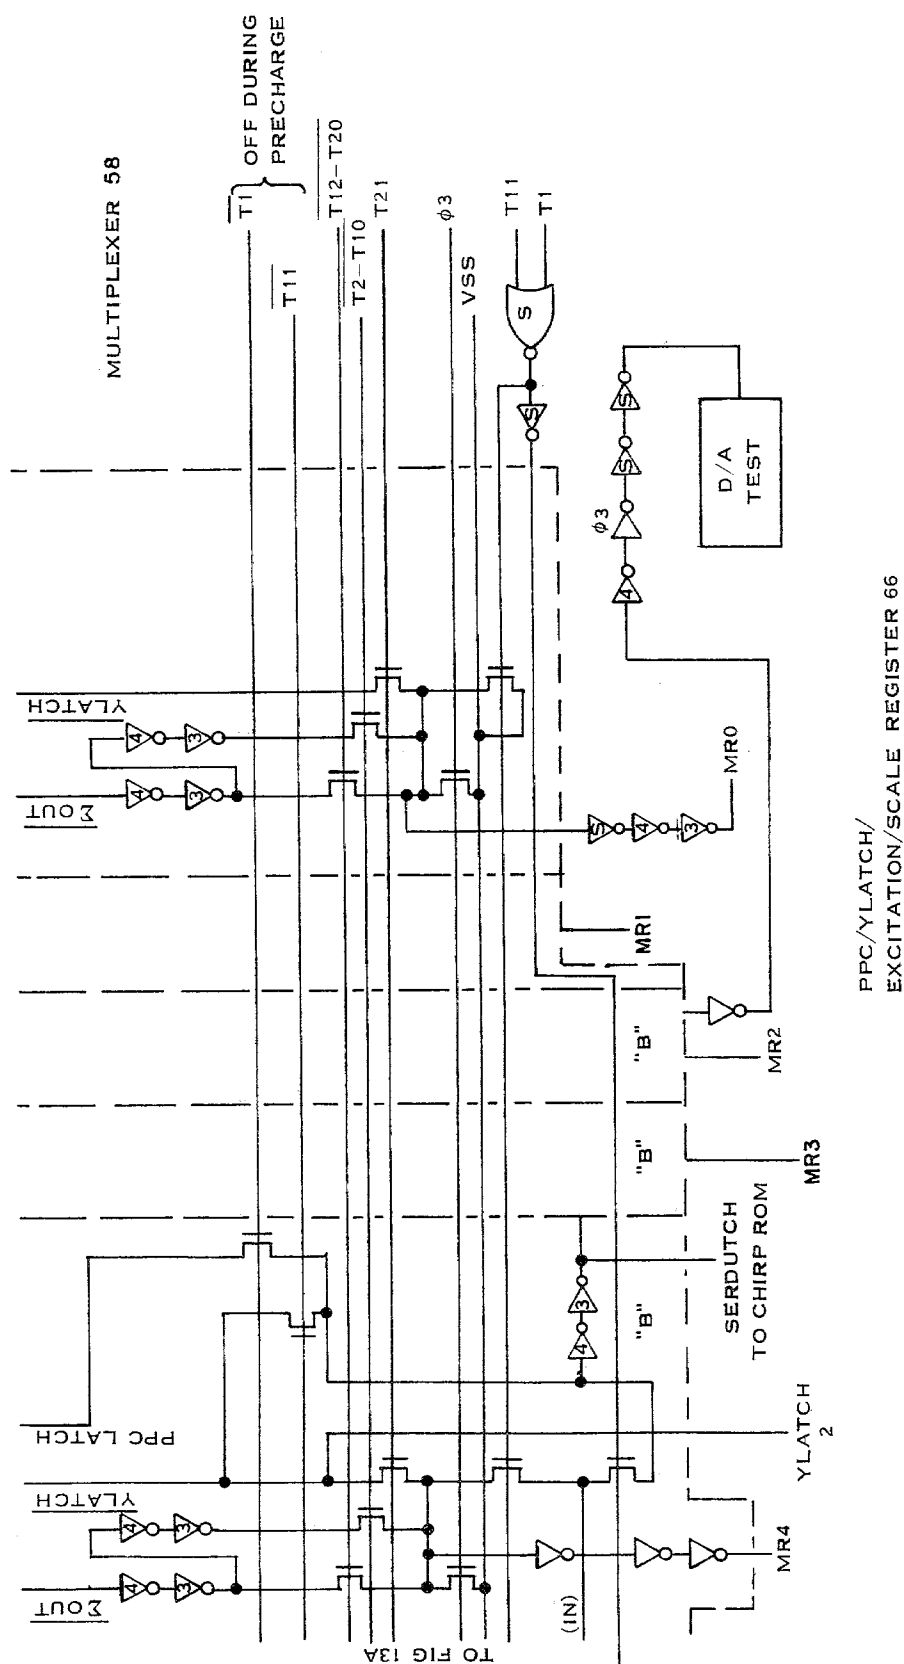 MULTIPLEXER 58
OFF DURING
PRECHARGE
T1
T11
T12-T20
T2-T10
T21
φ3
VSS
T11
T1
S
S
D/A
TEST
S
S
φ3
4
YLATCH
4
3
ΣOUT
4
3
S
4
3
MR0
MR1
"B"
MR2
"B"
MR3
"B"
4
3
SERDUTCH
TO CHIRP ROM
PPC LATCH
YLATCH
2
YLATCH
4
3
ΣOUT
4
3
(IN)
MR4
TO FIG 13A
PPC/YLATCH/
EXCITATION/SCALE REGISTER 66